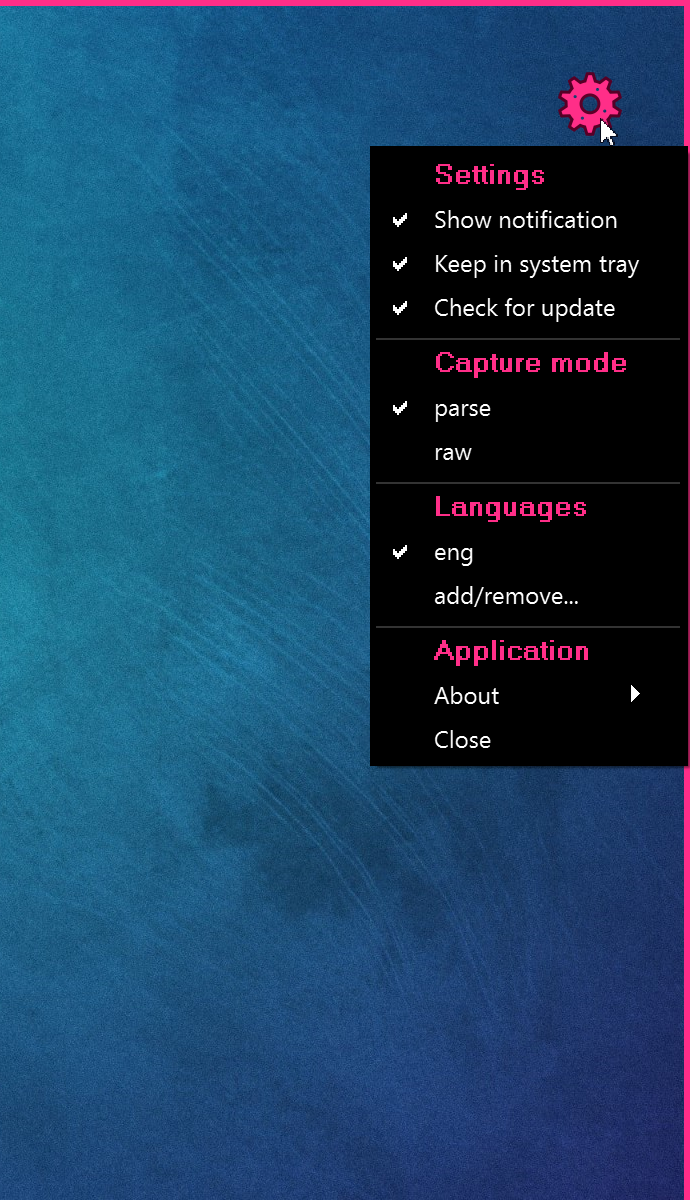 Settings
Show notification
Keep in system tray
Check for update
Capture mode
parse
raw
Languages
eng
add/remove...
Application
About
Close